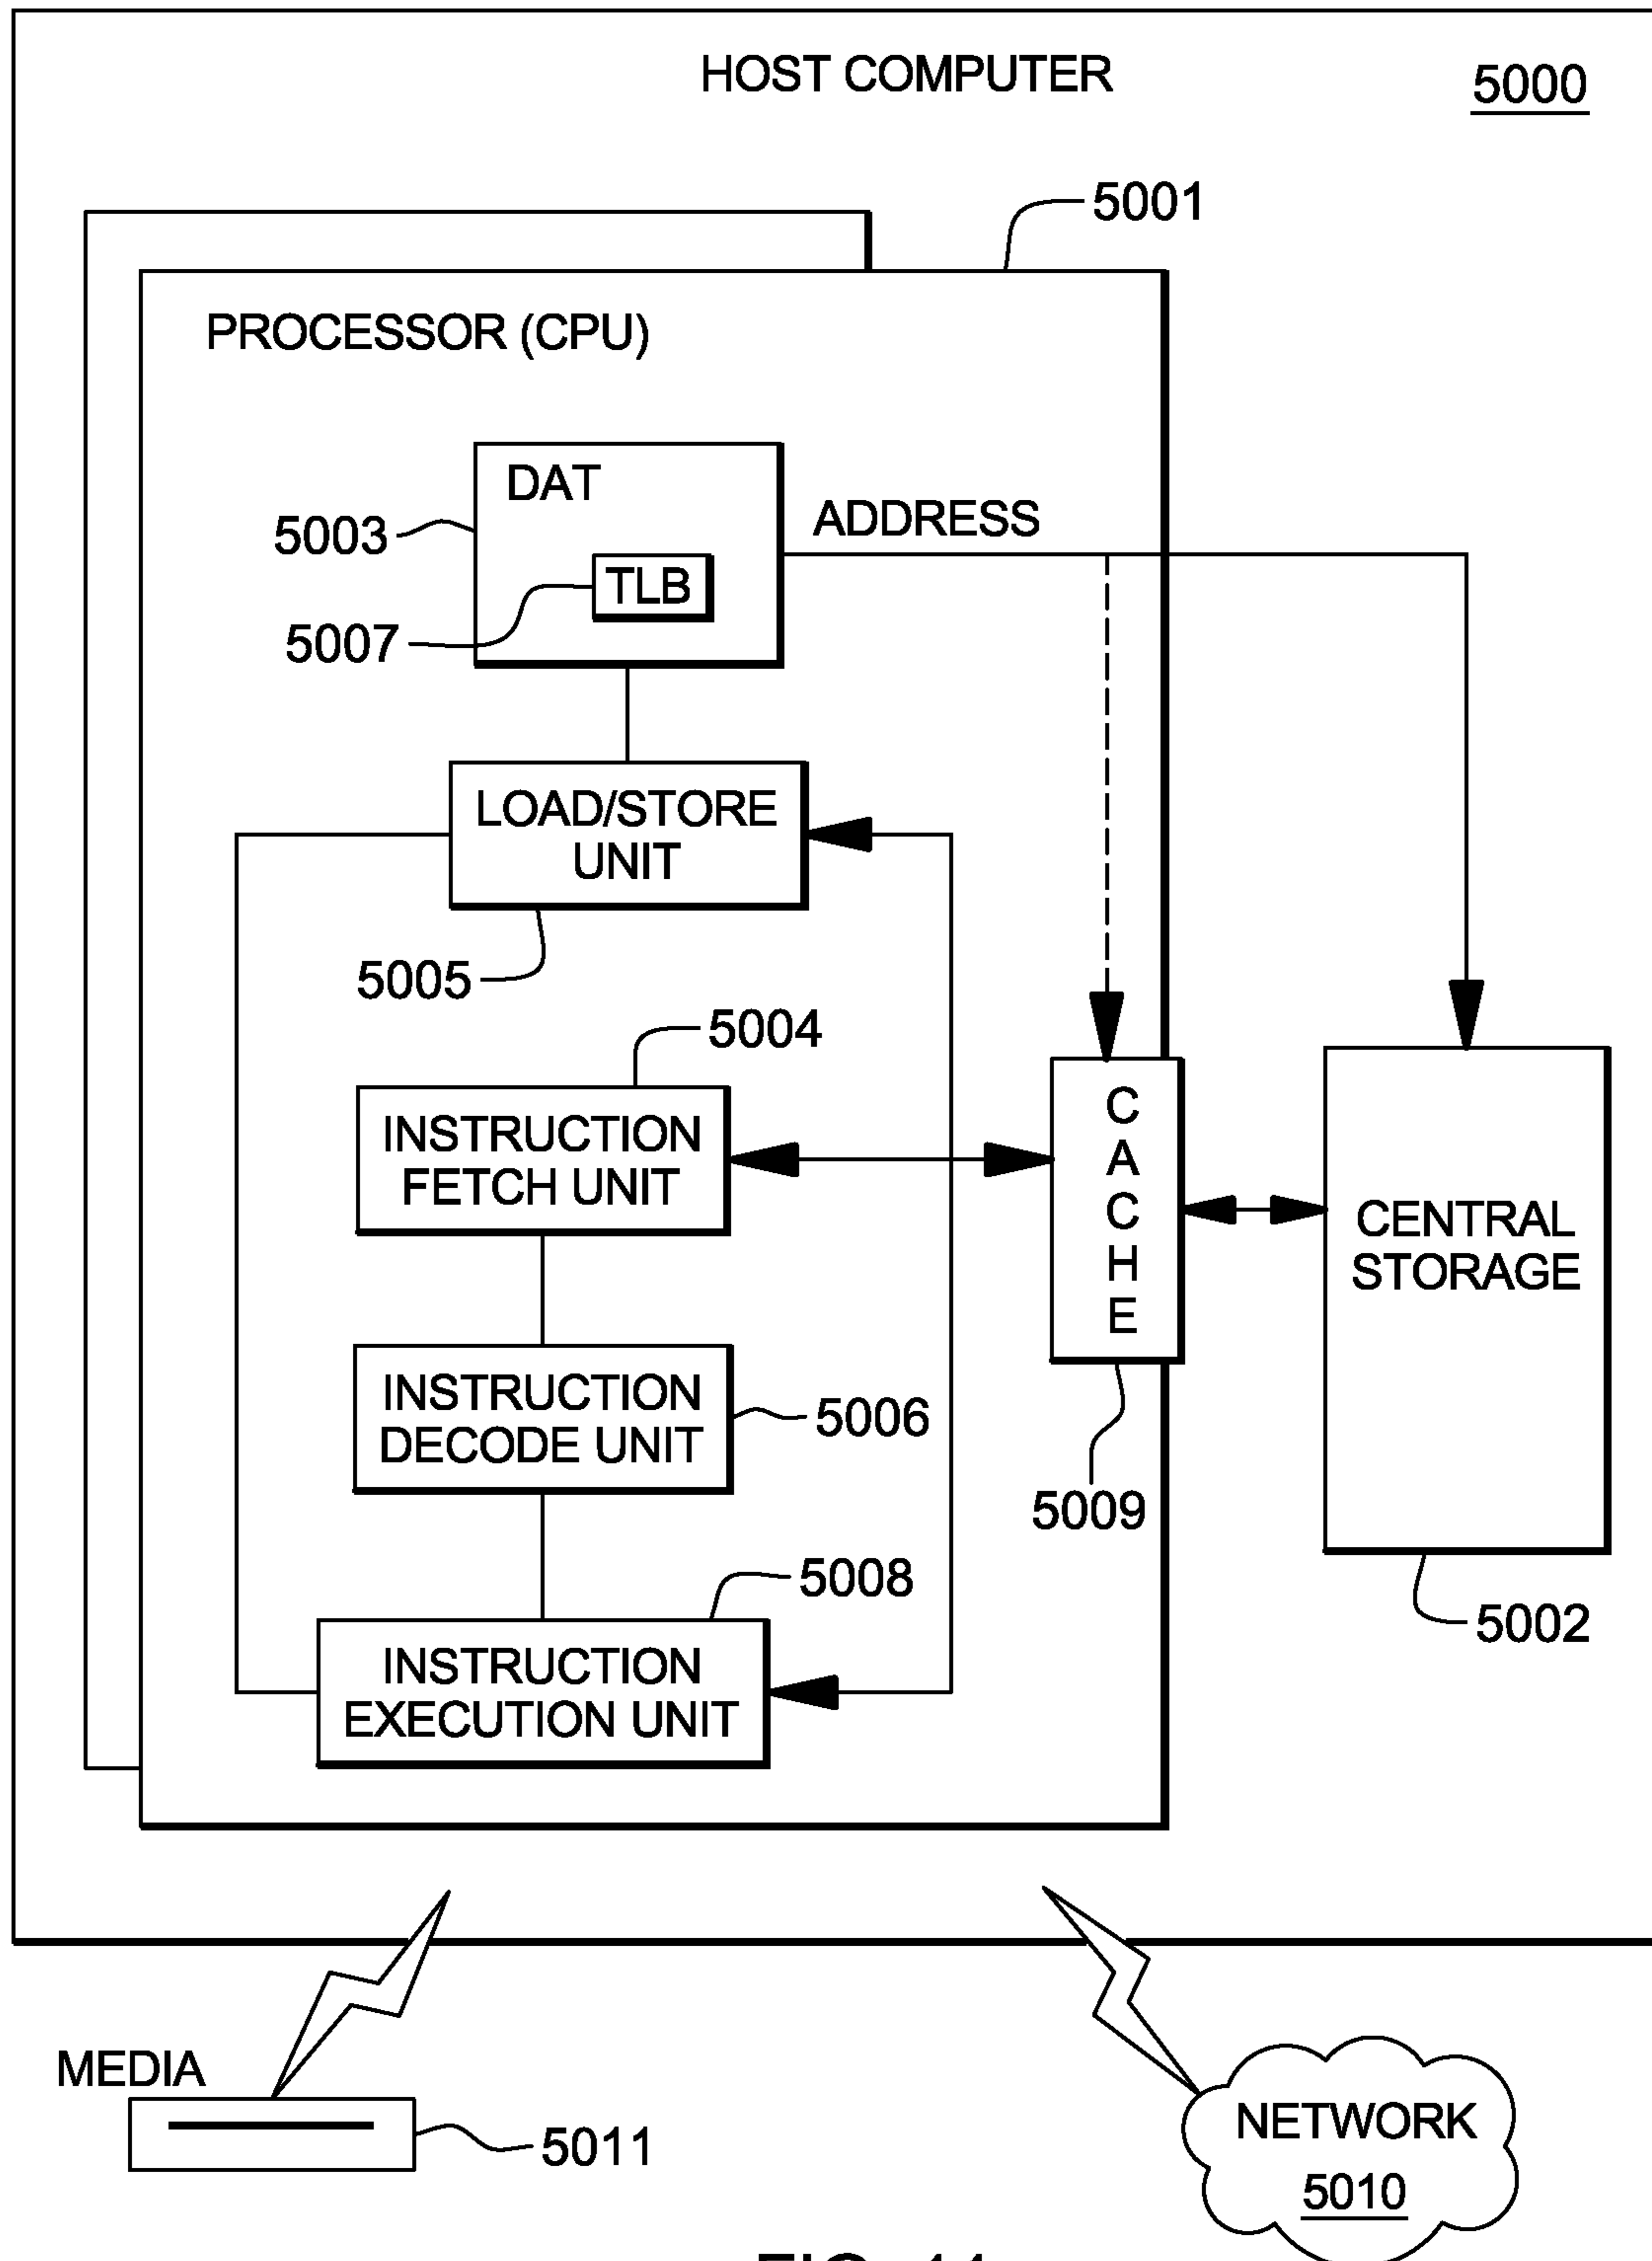 HOST COMPUTER
5000
5001
PROCESSOR (CPU)
DAT
5003
ADDRESS
TLB
5007
LOAD/STORE
UNIT
5005
5004
INSTRUCTION
FETCH UNIT
CACHE
CENTRAL
STORAGE
INSTRUCTION
DECODE UNIT
5006
5009
5008
5002
INSTRUCTION
EXECUTION UNIT
MEDIA
5011
NETWORK
5010